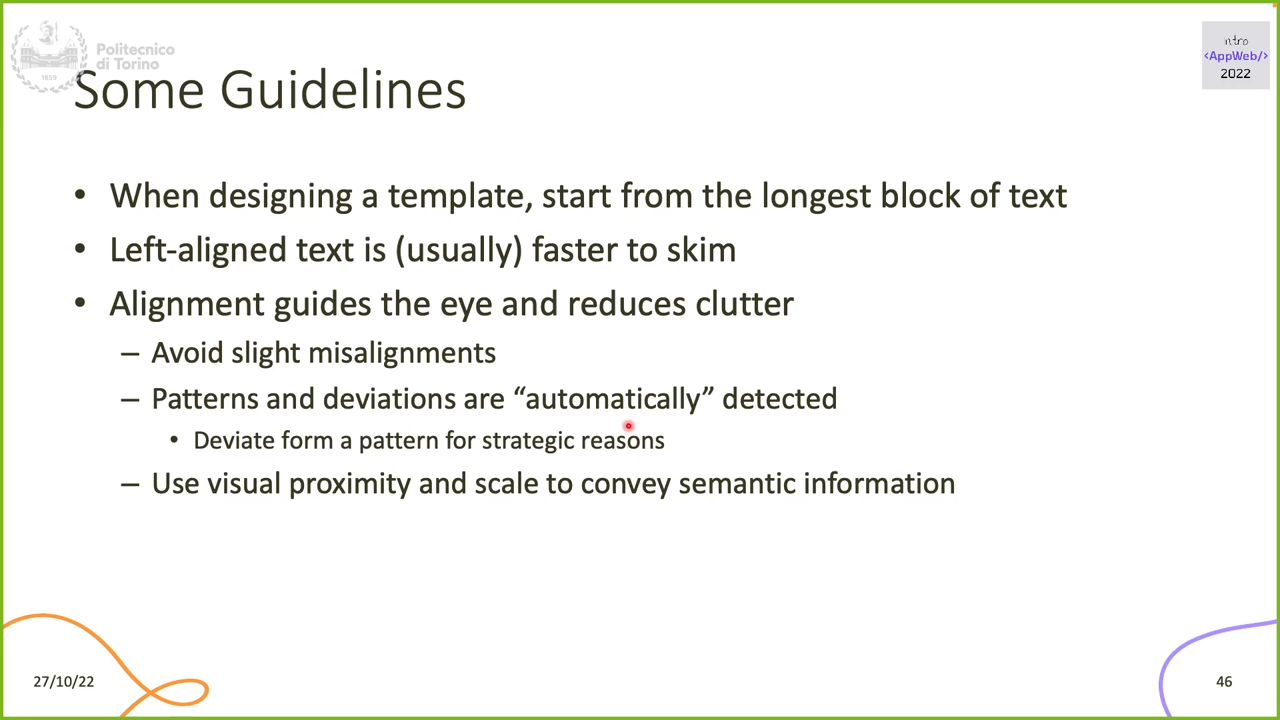 Politecnico
di Torino
1859
ntro
<AppWeb/>
2022
Some Guidelines
• When designing a template, start from the longest block of text
• Left-aligned text is (usually) faster to skim
• Alignment guides the eye and reduces clutter
– Avoid slight misalignments
– Patterns and deviations are “automatically” detected
• Deviate form a pattern for strategic reasons
– Use visual proximity and scale to convey semantic information
27/10/22
46